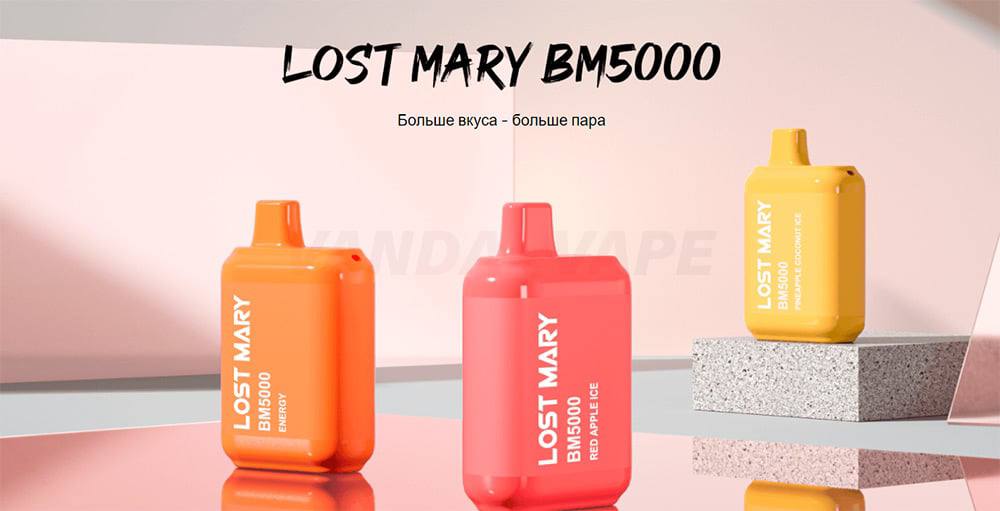 LOST MARY BM5000
Больше вкуса - больше пара
VANDALVAPE
LOST MARY
BM5000
ENERGY
LOST MARY
BM5000
RED APPLE ICE
LOST MARY
BM5000
PINEAPPLE COCONUT ICE